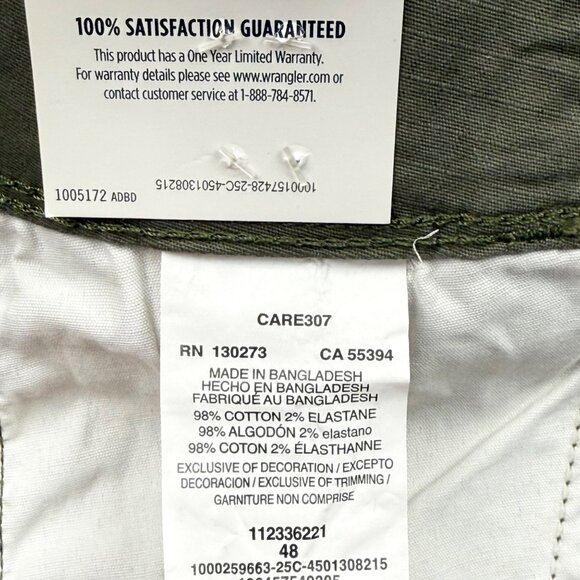 100% SATISFACTION GUARANTEED
This product has a One Year Limited Warranty.
For warranty details please see www.wrangler.com or
contact customer service at 1-888-784-8571.
1000157428-25C-4501308215
1005172 ADBD
CARE307
RN 130273 CA 55394
MADE IN BANGLADESH
HECHO EN BANGLADESH
FABRIQUÉ AU BANGLADESH
98% COTTON 2% ELASTANE
98% ALGODÓN 2% elastano
98% COTON 2% ÉLASTHANNE
EXCLUSIVE OF DECORATION / EXCEPTO
DECORACIÓN / EXCLUSIVE OF TRIMMING /
GARNITURE NON COMPRISE
112336221
48
1000259663-25C-4501308215